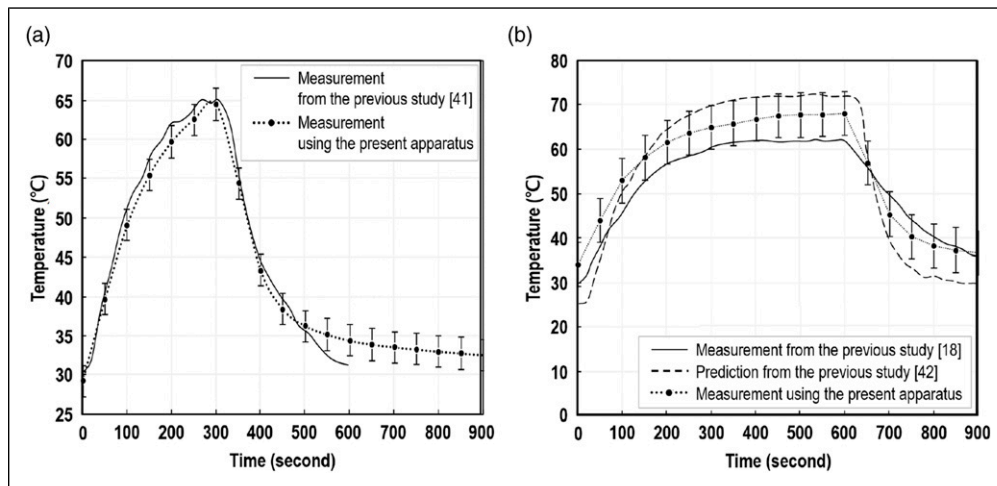 (a)
70
65
60
55
50
45
40
35
30
25
Temperature (°C)
0 100 200 300 400 500 600 700 800 900
Time (second)
Measurement
from the previous study [41]
Measurement
using the present apparatus
(b)
80
70
60
50
40
30
20
10
0
Temperature (°C)
0 100 200 300 400 500 600 700 800 900
Time (second)
Measurement from the previous study [18]
Prediction from the previous study [42]
Measurement using the present apparatus